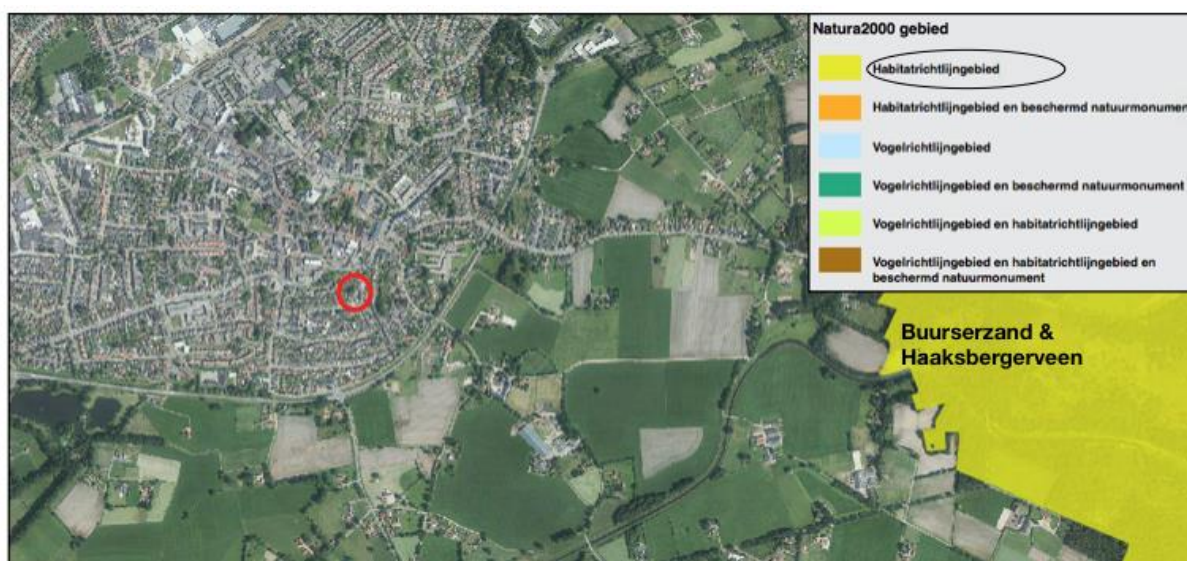 Natura2000 gebied
Habitatrichtlijngebied
Habitatrichtlijngebied en beschermd natuurmonument
Vogelrichtlijngebied
Vogelrichtlijngebied en beschermd natuurmonument
Vogelrichtlijngebied en habitatrichtlijngebied
Vogelrichtlijngebied en habitatrichtlijngebied en
beschermd natuurmonument
Buurserzand &
Haaksbergerveen